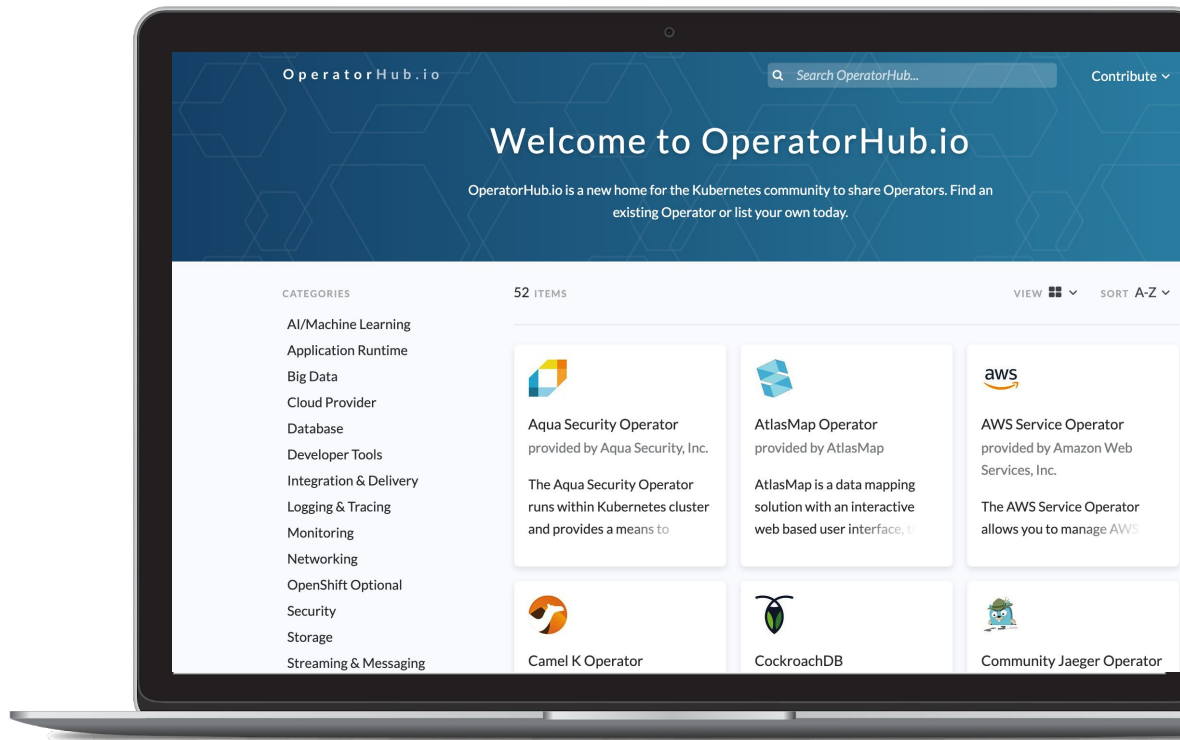 OperatorHub.io
Search OperatorHub...
Contribute
Welcome to OperatorHub.io
OperatorHub.io is a new home for the Kubernetes community to share Operators. Find an
existing Operator or list your own today.
CATEGORIES
AI/Machine Learning
Application Runtime
Big Data
Cloud Provider
Database
Developer Tools
Integration & Delivery
Logging & Tracing
Monitoring
Networking
OpenShift Optional
Security
Storage
Streaming & Messaging
52 ITEMS
VIEW
SORT A-Z
Aqua Security Operator
provided by Aqua Security, Inc.
The Aqua Security Operator
runs within Kubernetes cluster
and provides a means to
AtlasMap Operator
provided by AtlasMap
AtlasMap is a data mapping
solution with an interactive
web based user interface,
aws
AWS Service Operator
provided by Amazon Web
Services, Inc.
The AWS Service Operator
allows you to manage AWS
Camel K Operator
CockroachDB
Community Jaeger Operator